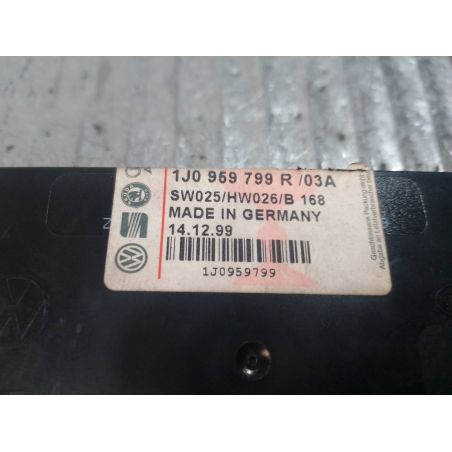 1J0 959 799 R /03A
SW025/HW026/B 168
MADE IN GERMANY
14.12.99
1J0959799